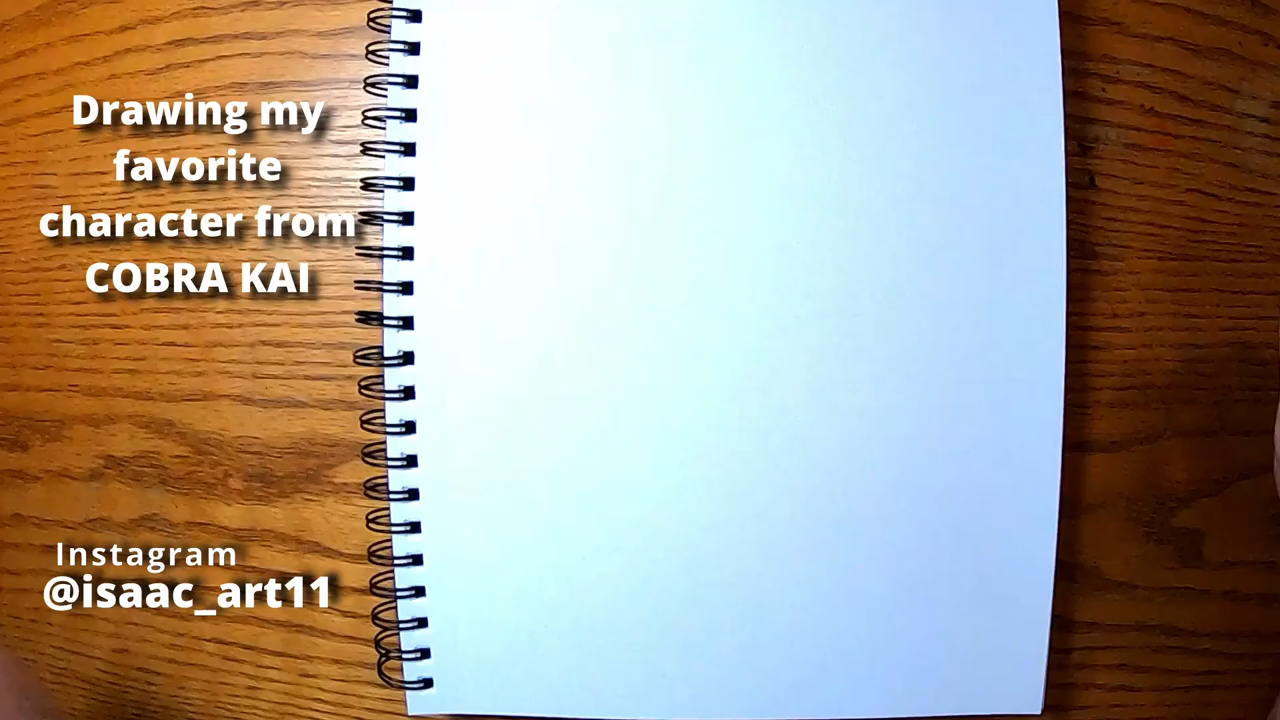 Drawing my
favorite
character from
COBRA KAI
Instagram
@isaac_art11